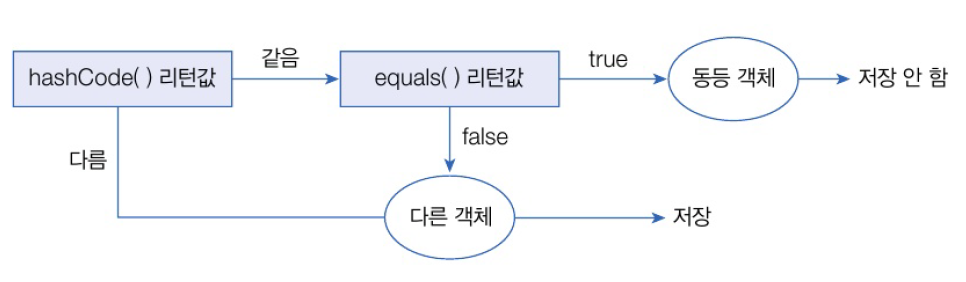 hashCode( ) 리턴값
같음
equals( ) 리턴값
true
동등 객체
저장 안 함
false
다름
다른 객체
저장